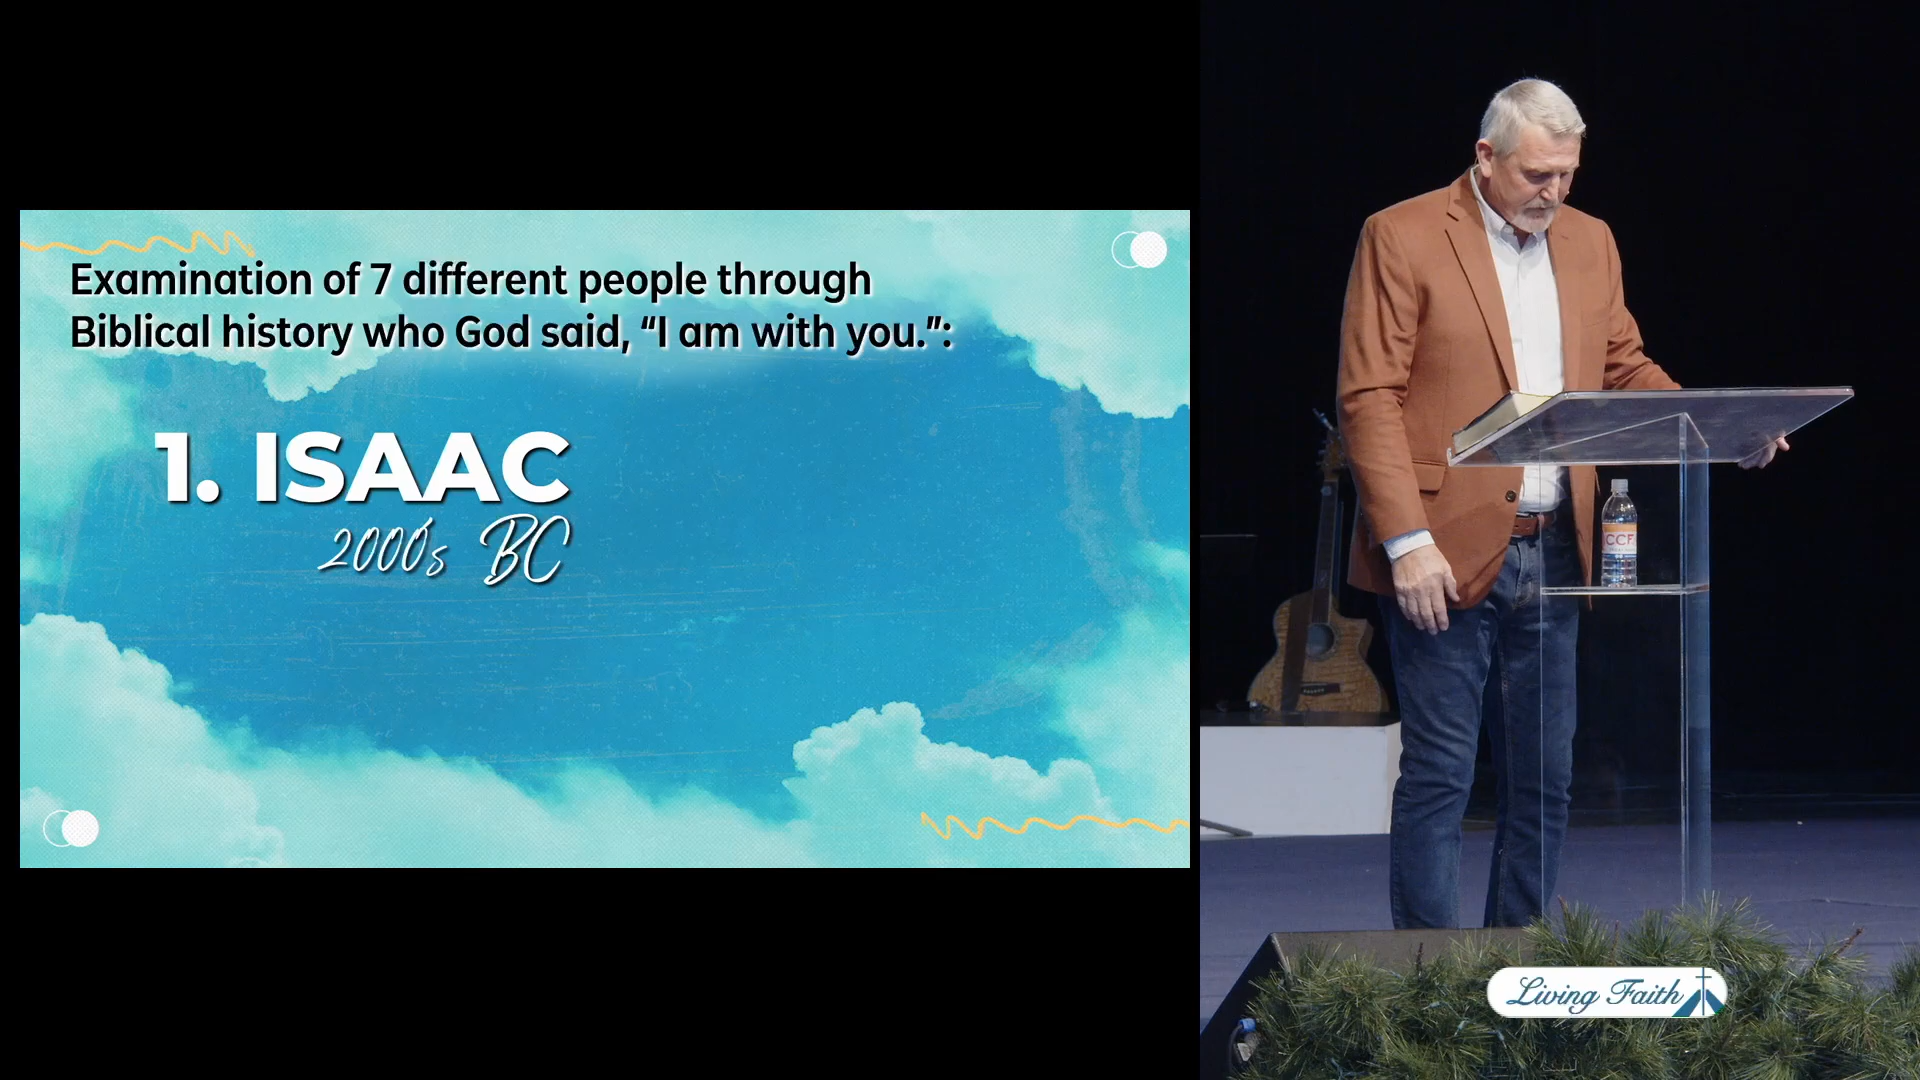 Examination of 7 different people through
Biblical history who God said, “I am with you.”:
1. ISAAC
2000's BC
CCF
Living Faith